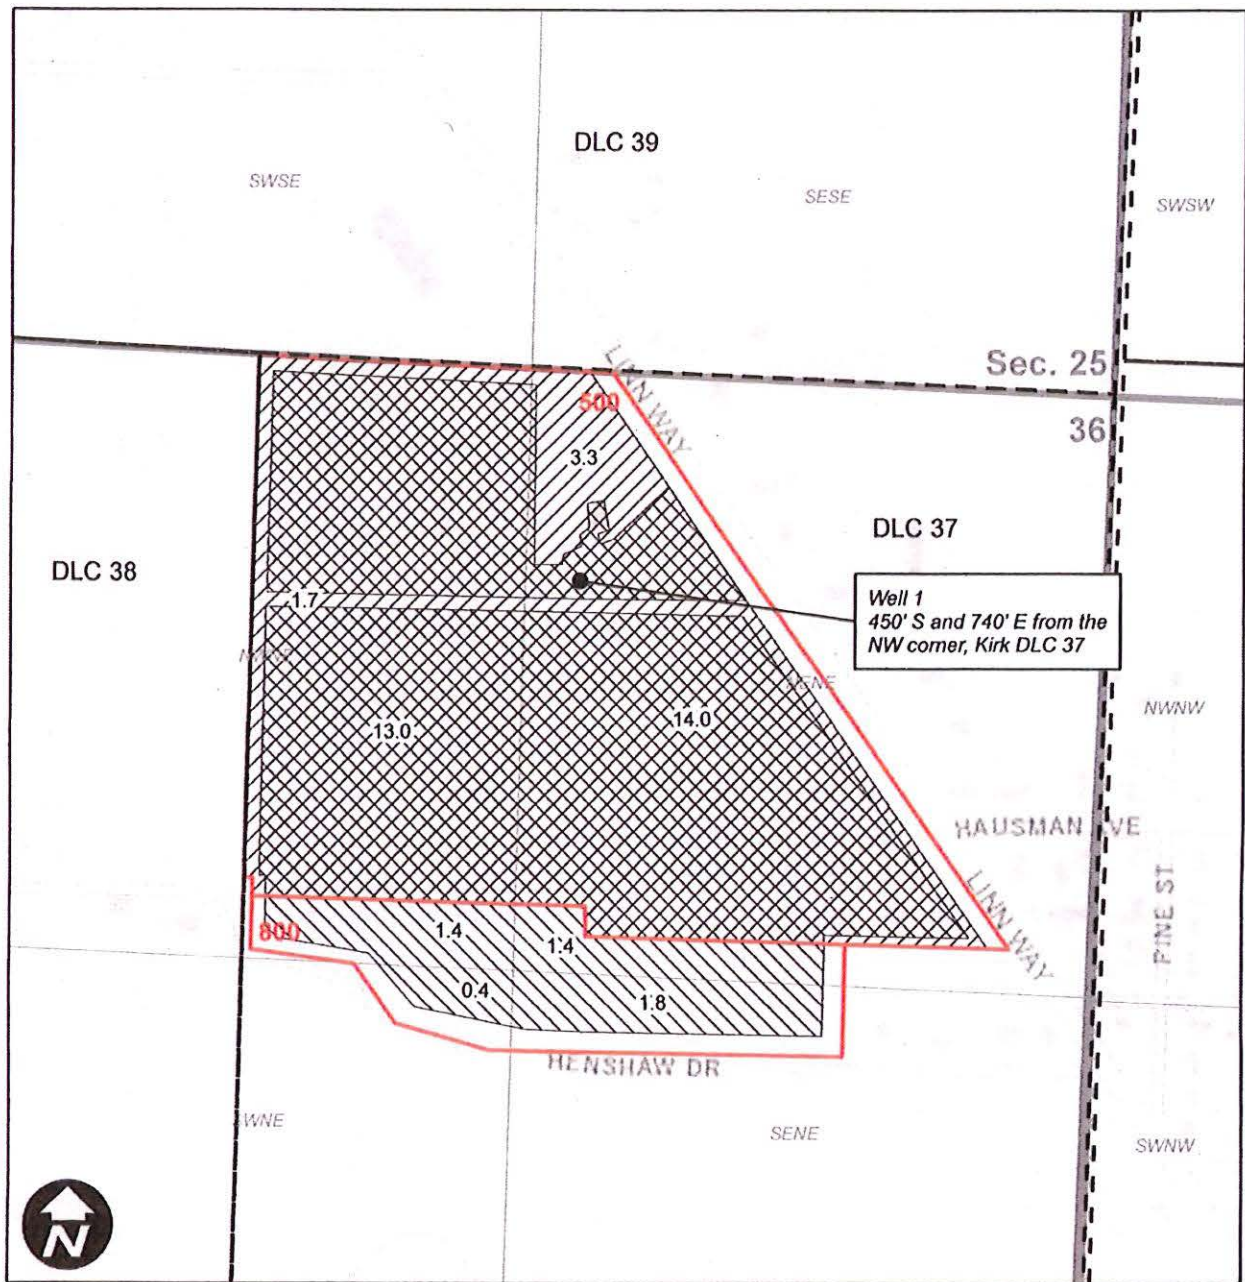 DLC 39
SWSE
SESE
SWSW
LINN WAY
Sec. 25
500
36
3.3
DLC 37
DLC 38
Well 1
450' S and 740' E from the
NW corner, Kirk DLC 37
1.7
NENE
NWNW
13.0
14.0
HAUSMAN AVE
LINN WAY
PINE ST
800
1.4
1.4
0.4
1.8
HENSHAW DR
SENE
SWNW
N